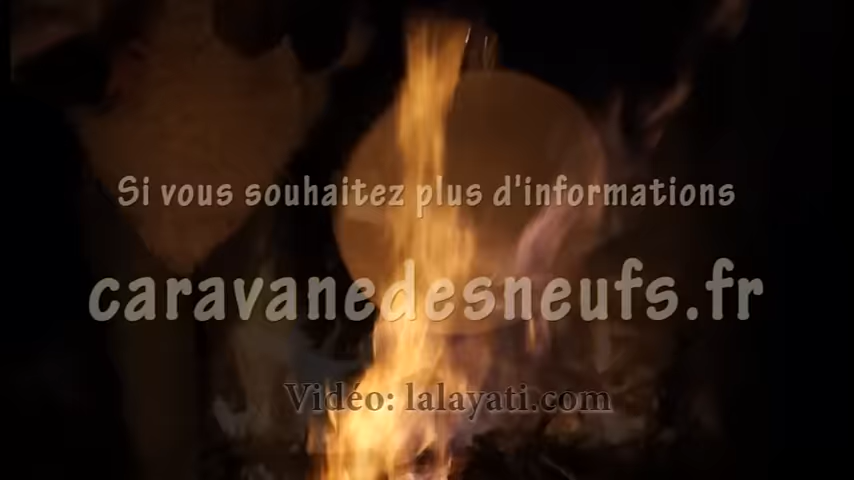 Si vous souhaitez plus d'informations
caravanedesneufs.fr
Vidéo: lalayati.com